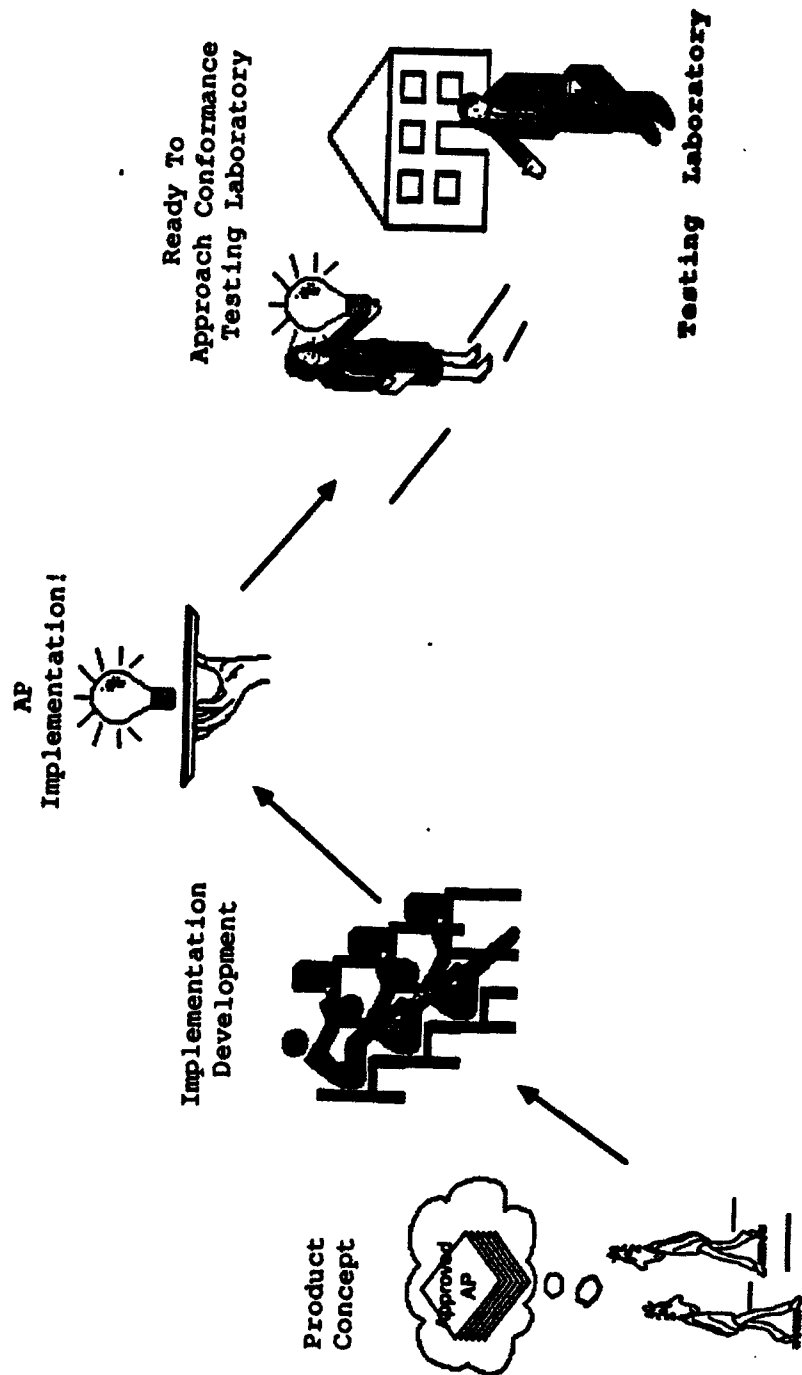 Product
Concept
Approved
AP
Implementation
Development
AP
Implementation!
Ready To
Approach Conformance
Testing Laboratory
Testing Laboratory